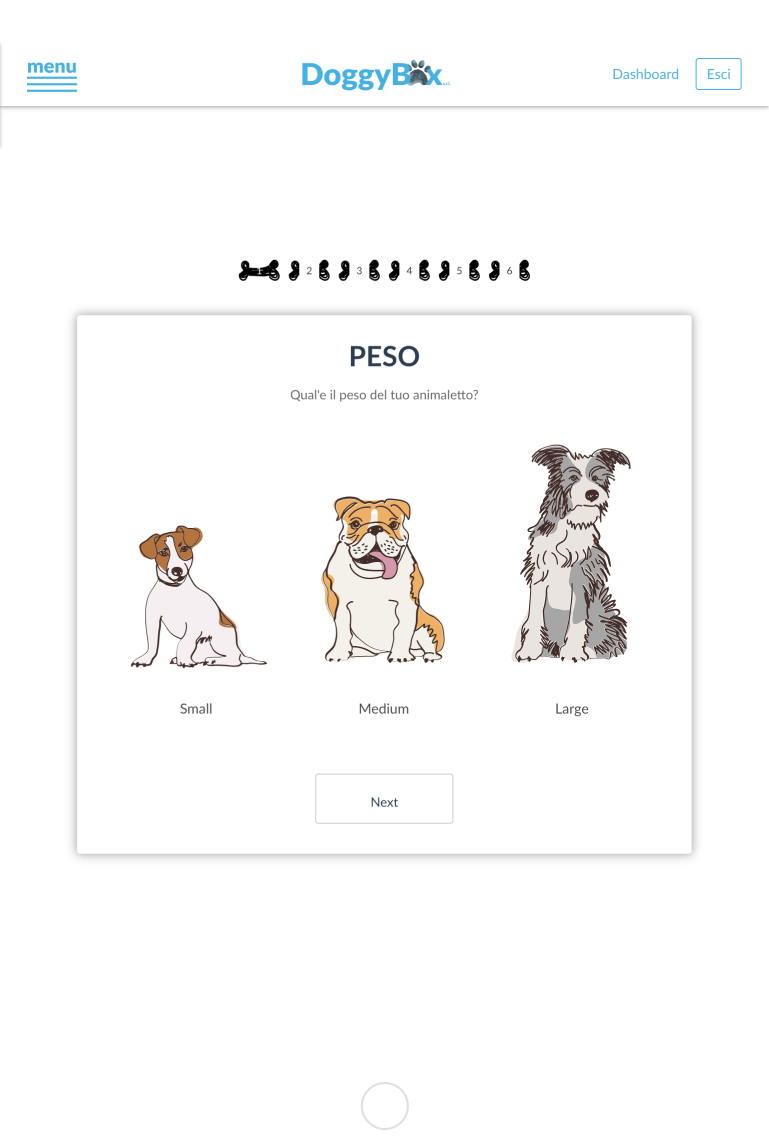 menu
DoggyBox
Dashboard
Esci
2 3 4 5 6
PESO
Qual'e il peso del tuo animaletto?
Small
Medium
Large
Next